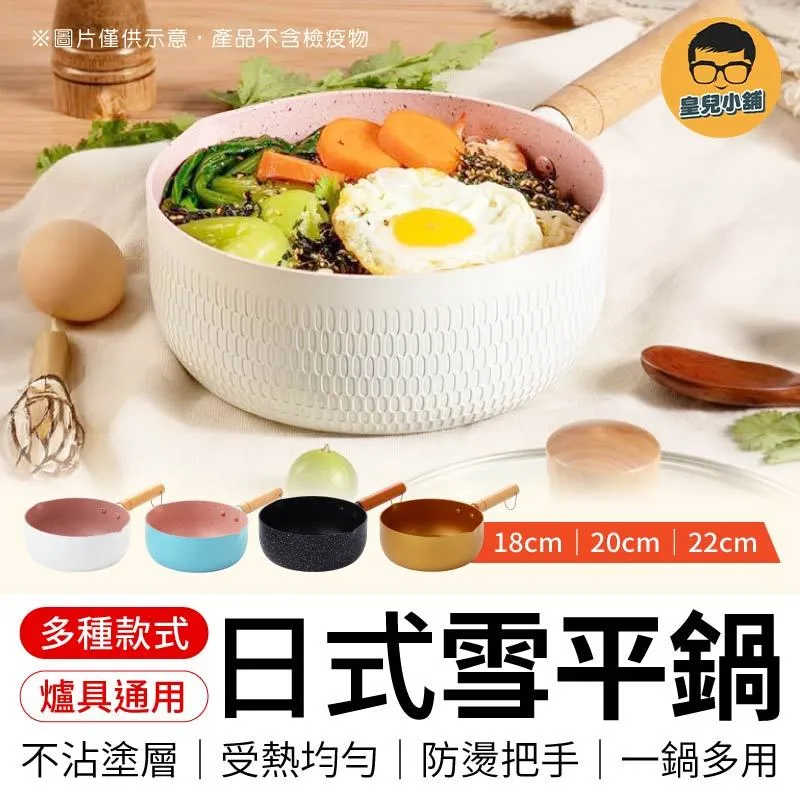 ※圖片僅供示意，產品不含檢疫物
皇兒小舖
18cm｜20cm｜22cm
多種款式
爐具通用
日式雪平鍋
不沾塗層｜受熱均勻｜防燙把手｜一鍋多用